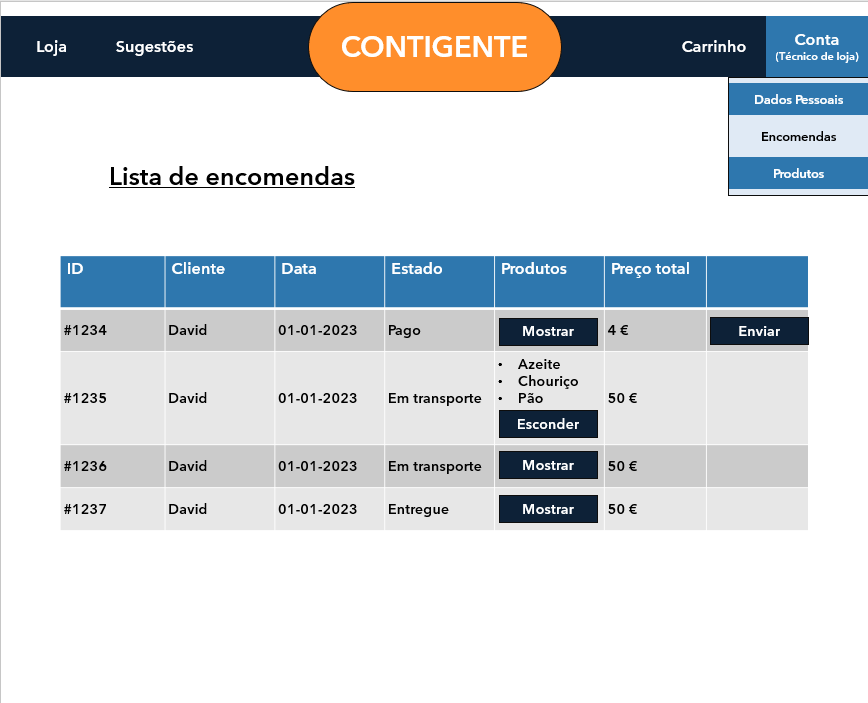 Loja
Sugestões
CONTIGENTE
Carrinho
Conta
(Técnico de loja)
Dados Pessoais
Encomendas
Produtos
Lista de encomendas
ID Cliente Data Estado Produtos Preço total
#1234 David 01-01-2023 Pago Mostrar 4 € Enviar
• Azeite
• Chouriço
#1235 David 01-01-2023 Em transporte • Pão 50 €
Esconder
#1236 David 01-01-2023 Em transporte Mostrar 50 €
#1237 David 01-01-2023 Entregue Mostrar 50 €